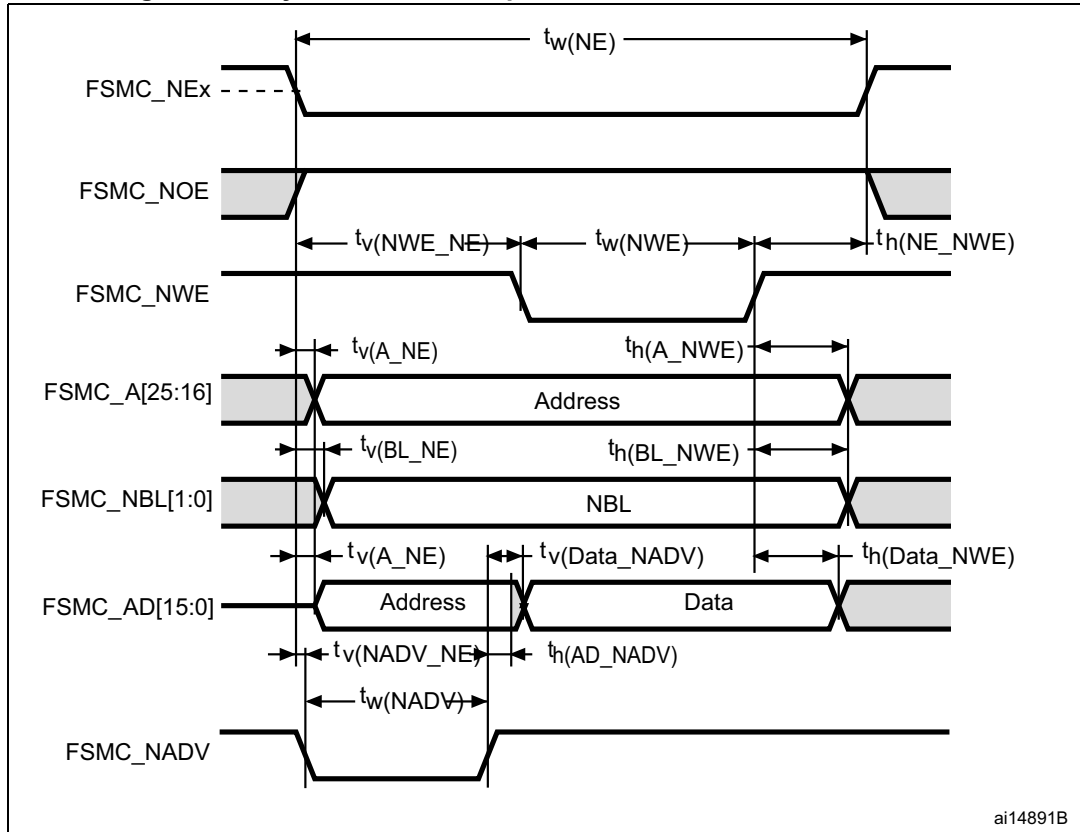 tw(NE)
FSMC_NEx
FSMC_NOE
tv(NWE_NE)
tw(NWE)
th(NE_NWE)
FSMC_NWE
tv(A_NE)
th(A_NWE)
FSMC_A[25:16]
Address
tv(BL_NE)
th(BL_NWE)
FSMC_NBL[1:0]
NBL
tv(A_NE)
tv(Data_NADV)
th(Data_NWE)
FSMC_AD[15:0]
Address
Data
tv(NADV_NE)
th(AD_NADV)
tw(NADV)
FSMC_NADV
ai14891B